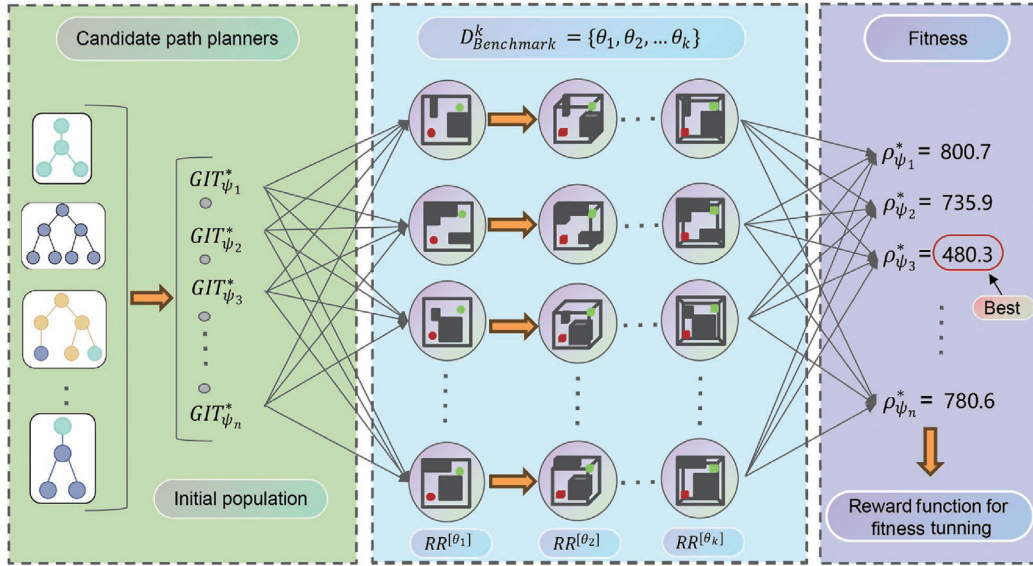 Candidate path planners
GIT*ψ1
GIT*ψ2
GIT*ψ3
GIT*ψn
Initial population
D^k_Benchmark = {θ1, θ2, ... θk}
RR^[θ1]
RR^[θ2]
RR^[θk]
Fitness
ρ*ψ1 = 800.7
ρ*ψ2 = 735.9
ρ*ψ3 = 480.3
Best
ρ*ψn = 780.6
Reward function for
fitness tunning